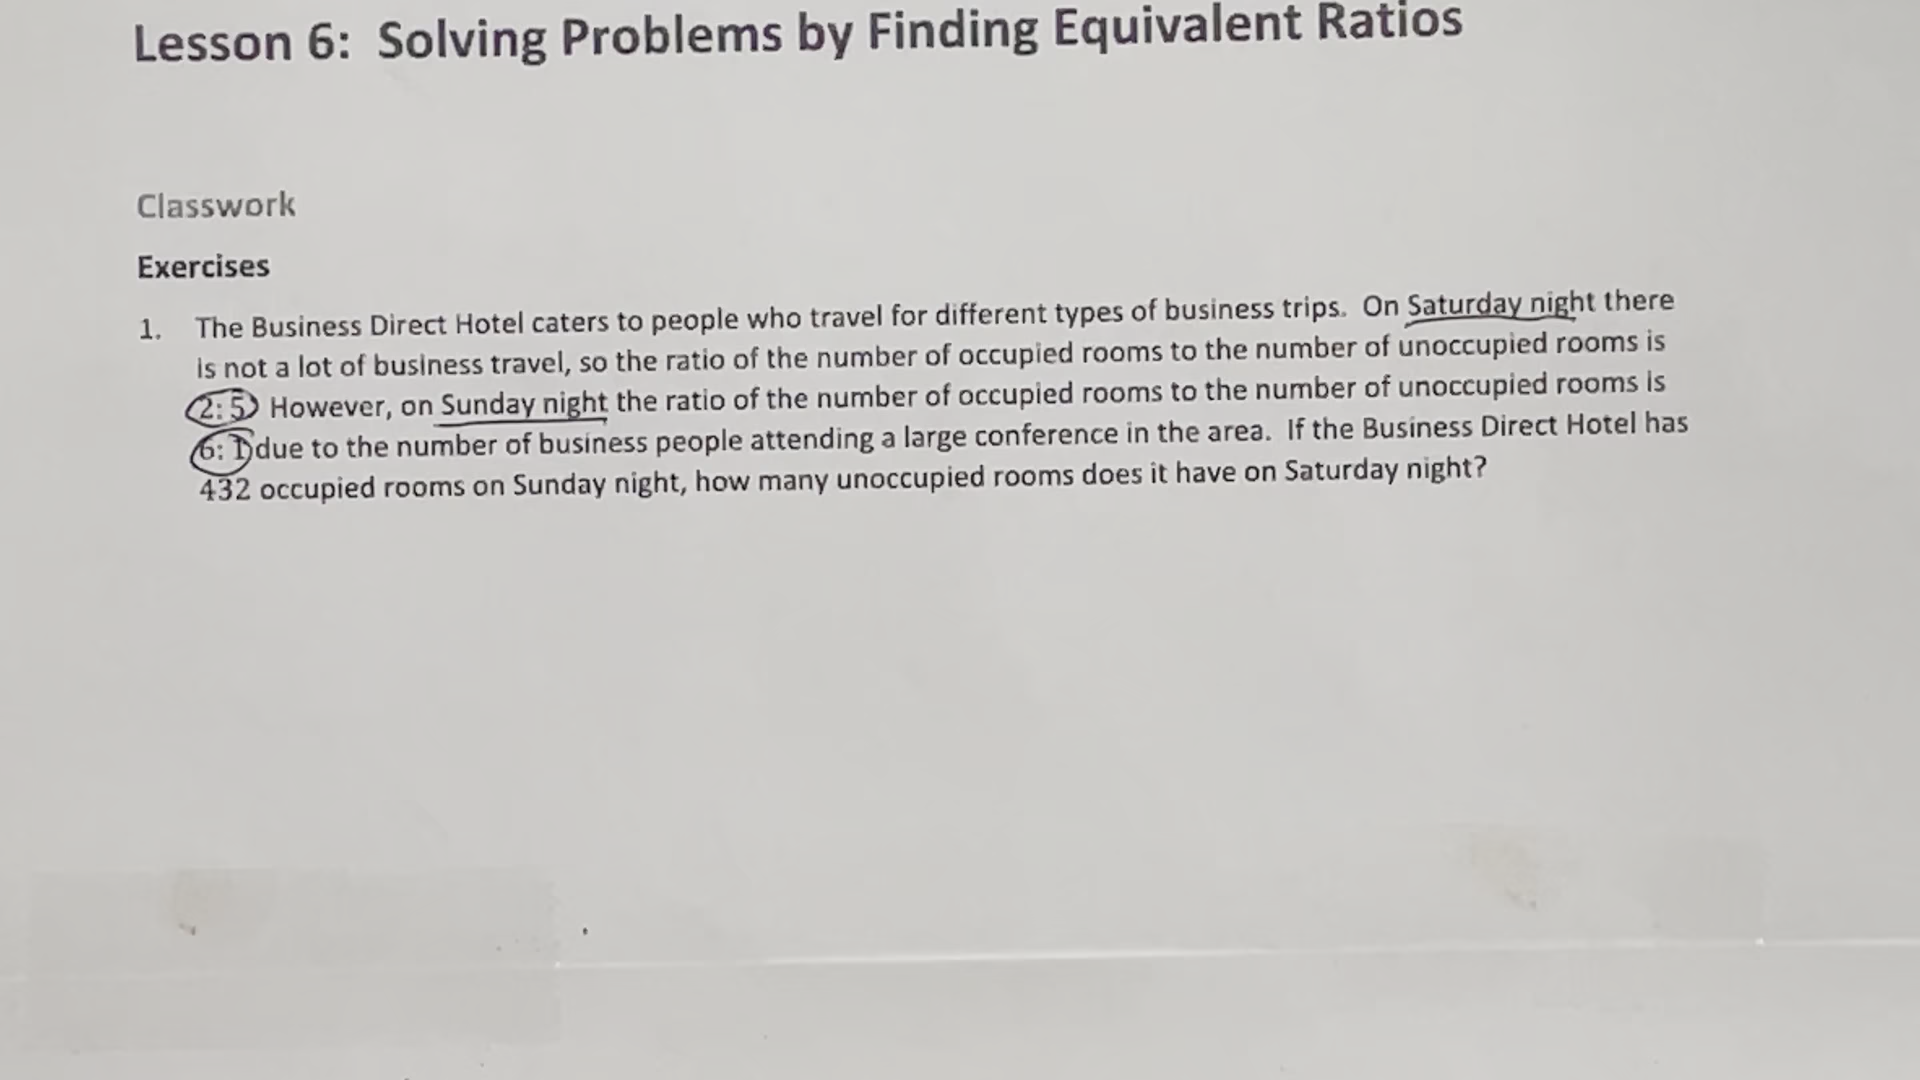 Lesson 6: Solving Problems by Finding Equivalent Ratios
Classwork
Exercises
1. The Business Direct Hotel caters to people who travel for different types of business trips. On Saturday night there
is not a lot of business travel, so the ratio of the number of occupied rooms to the number of unoccupied rooms is
2:5 However, on Sunday night the ratio of the number of occupied rooms to the number of unoccupied rooms is
6:1 due to the number of business people attending a large conference in the area. If the Business Direct Hotel has
432 occupied rooms on Sunday night, how many unoccupied rooms does it have on Saturday night?